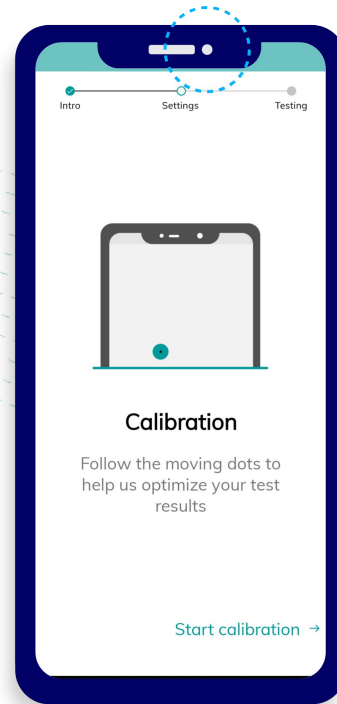 Intro
Settings
Testing
Calibration
Follow the moving dots to
help us optimize your test
results
Start calibration →